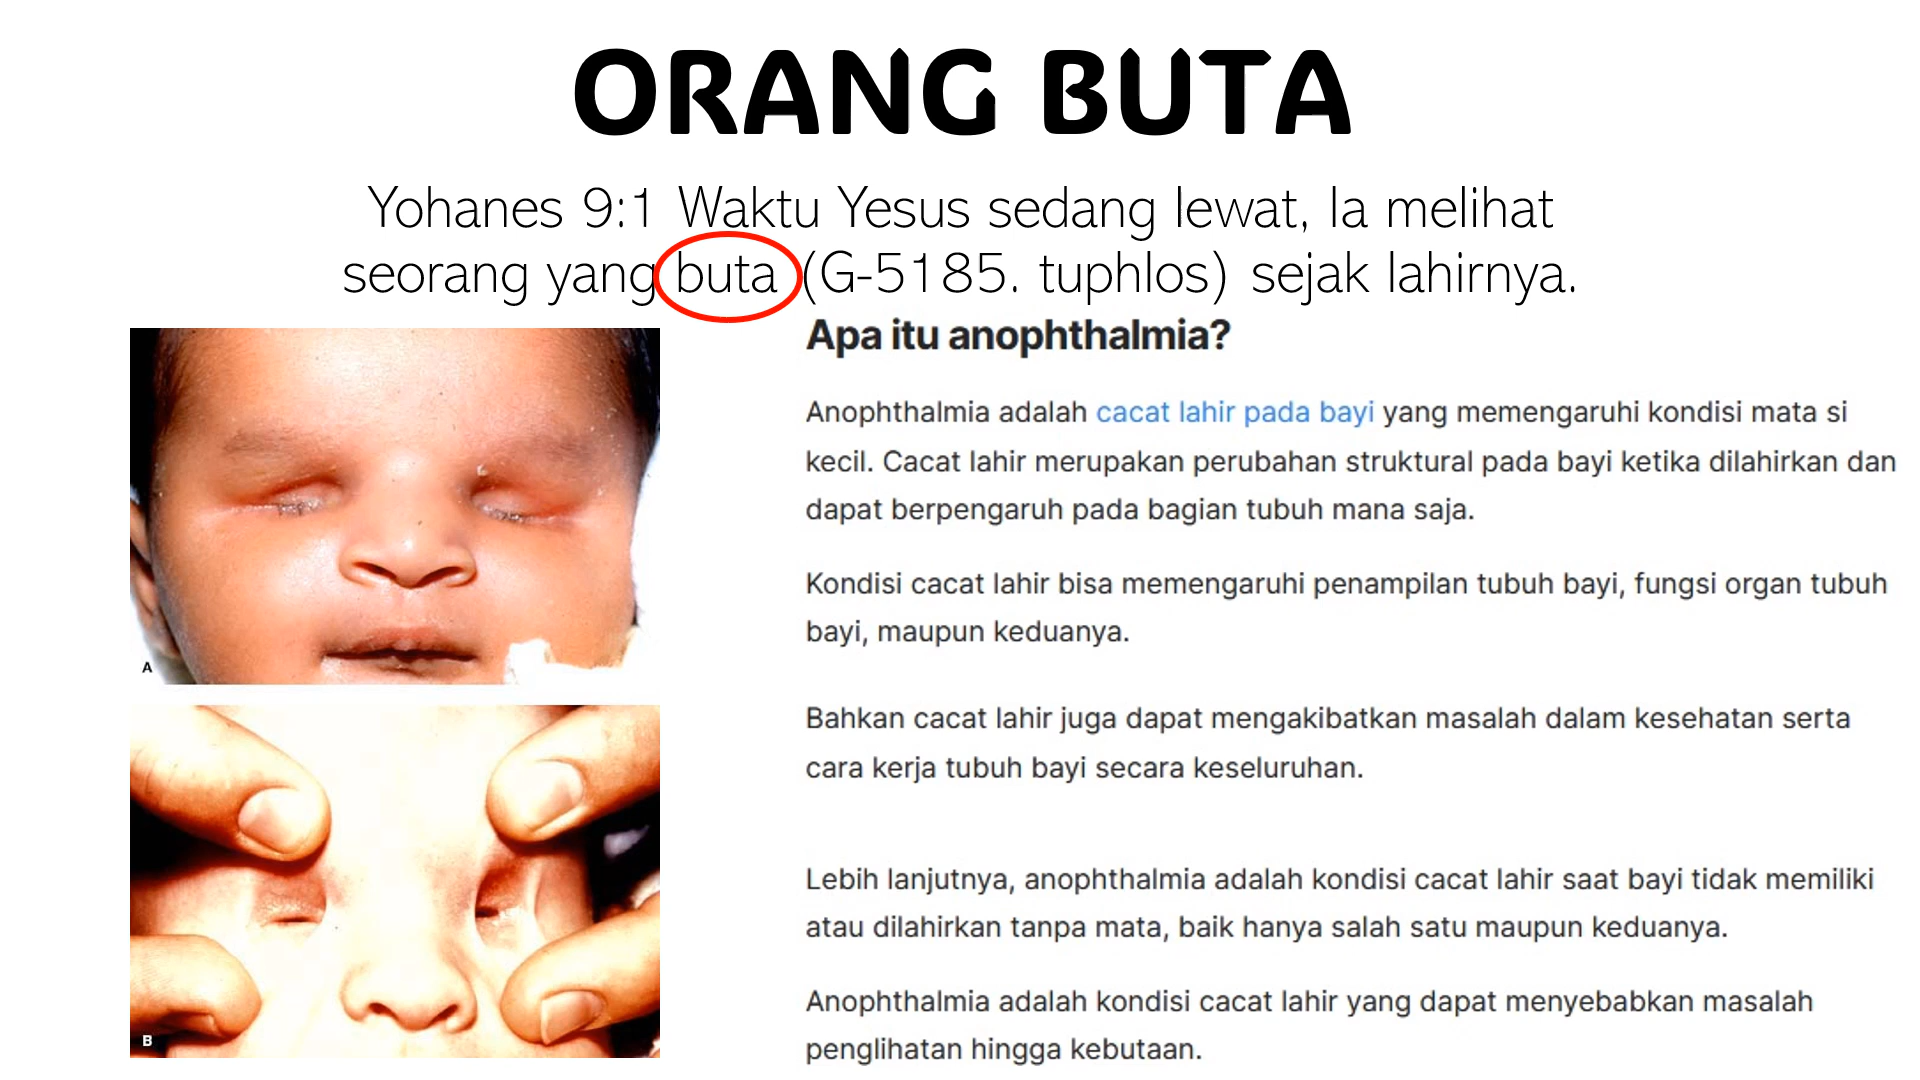 ORANG BUTA
Yohanes 9:1 Waktu Yesus sedang lewat, Ia melihat
seorang yang buta (G-5185. tuphlos) sejak lahirnya.
Apa itu anophthalmia?
Anophthalmia adalah cacat lahir pada bayi yang memengaruhi kondisi mata si
kecil. Cacat lahir merupakan perubahan struktural pada bayi ketika dilahirkan dan
dapat berpengaruh pada bagian tubuh mana saja.
Kondisi cacat lahir bisa memengaruhi penampilan tubuh bayi, fungsi organ tubuh
bayi, maupun keduanya.
Bahkan cacat lahir juga dapat mengakibatkan masalah dalam kesehatan serta
cara kerja tubuh bayi secara keseluruhan.
Lebih lanjutnya, anophthalmia adalah kondisi cacat lahir saat bayi tidak memiliki
atau dilahirkan tanpa mata, baik hanya salah satu maupun keduanya.
Anophthalmia adalah kondisi cacat lahir yang dapat menyebabkan masalah
penglihatan hingga kebutaan.
A
B